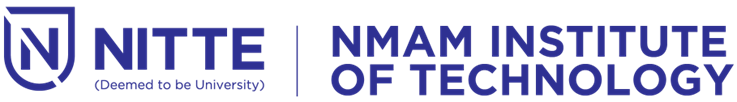 N NITTE
(Deemed to be University)
NMAM INSTITUTE
OF TECHNOLOGY